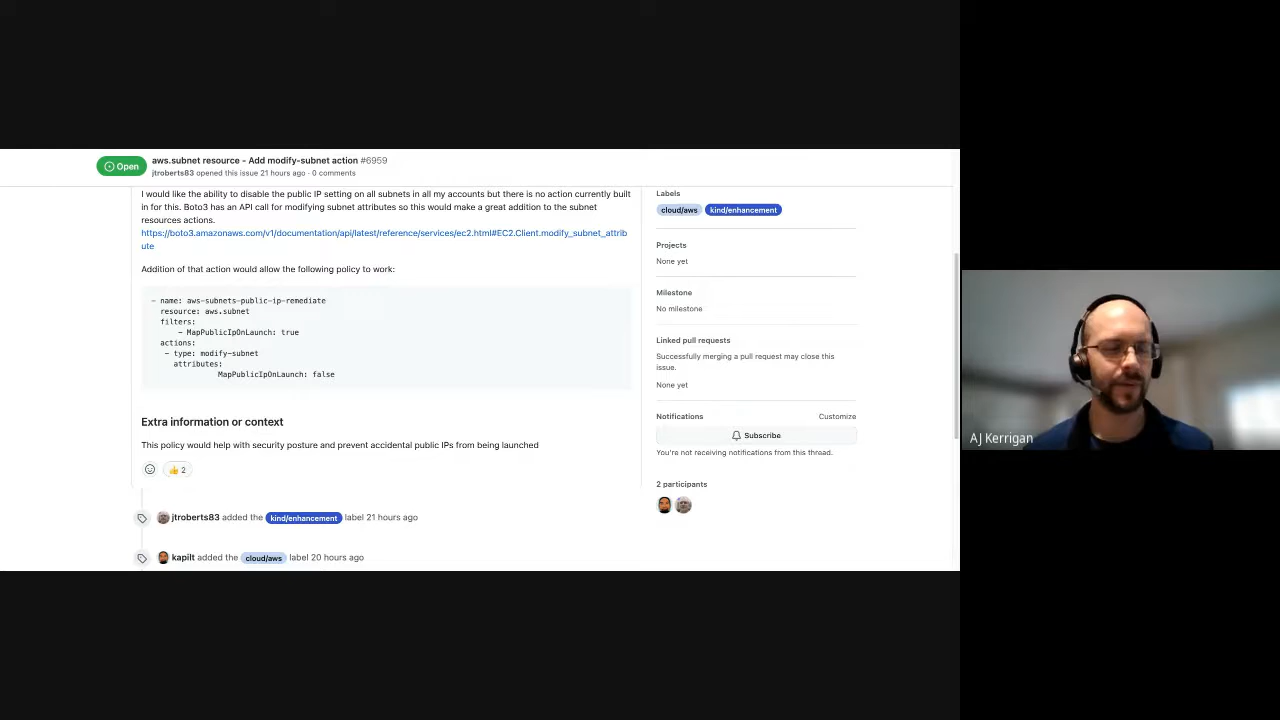 Open
aws.subnet resource - Add modify-subnet action #6959
jtroberts83 opened this issue 21 hours ago · 0 comments
I would like the ability to disable the public IP setting on all subnets in all my accounts but there is no action currently built
in for this. Boto3 has an API call for modifying subnet attributes so this would make a great addition to the subnet
resources actions.
https://boto3.amazonaws.com/v1/documentation/api/latest/reference/services/ec2.html#EC2.Client.modify_subnet_attrib
ute
Addition of that action would allow the following policy to work:
- name: aws-subnets-public-ip-remediate
resource: aws.subnet
filters:
- MapPublicIpOnLaunch: true
actions:
- type: modify-subnet
attributes:
MapPublicIpOnLaunch: false
Extra information or context
This policy would help with security posture and prevent accidental public IPs from being launched
👍 2
jtroberts83 added the kind/enhancement label 21 hours ago
kapilt added the cloud/aws label 20 hours ago
Labels
cloud/aws kind/enhancement
Projects
None yet
Milestone
No milestone
Linked pull requests
Successfully merging a pull request may close this
issue.
None yet
Notifications Customize
Subscribe
You're not receiving notifications from this thread.
2 participants
AJ Kerrigan